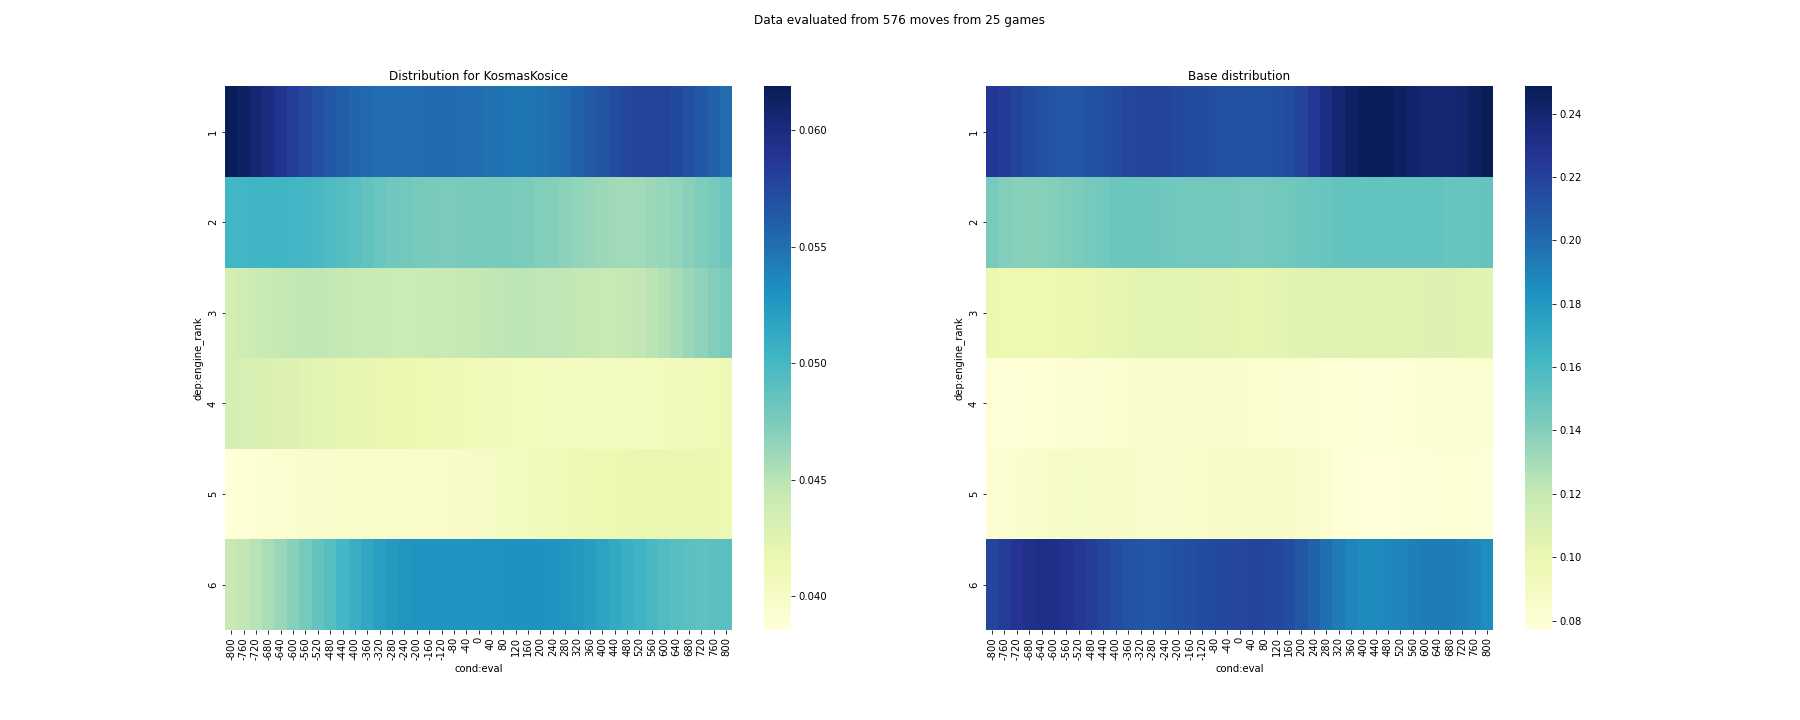 Data evaluated from 576 moves from 25 games
Distribution for KosmasKosice
Base distribution
dep:engine_rank
1
2
3
4
5
6
-800 -760 -720 -680 -640 -600 -560 -520 -480 -440 -400 -360 -320 -280 -240 -200 -160 -120 -80 -40 0 40 80 120 160 200 240 280 320 360 400 440 480 520 560 600 640 680 720 760 800
cond:eval
0.060
0.055
0.050
0.045
0.040
dep:engine_rank
1
2
3
4
5
6
-800 -760 -720 -680 -640 -600 -560 -520 -480 -440 -400 -360 -320 -280 -240 -200 -160 -120 -80 -40 0 40 80 120 160 200 240 280 320 360 400 440 480 520 560 600 640 680 720 760 800
cond:eval
0.24
0.22
0.20
0.18
0.16
0.14
0.12
0.10
0.08